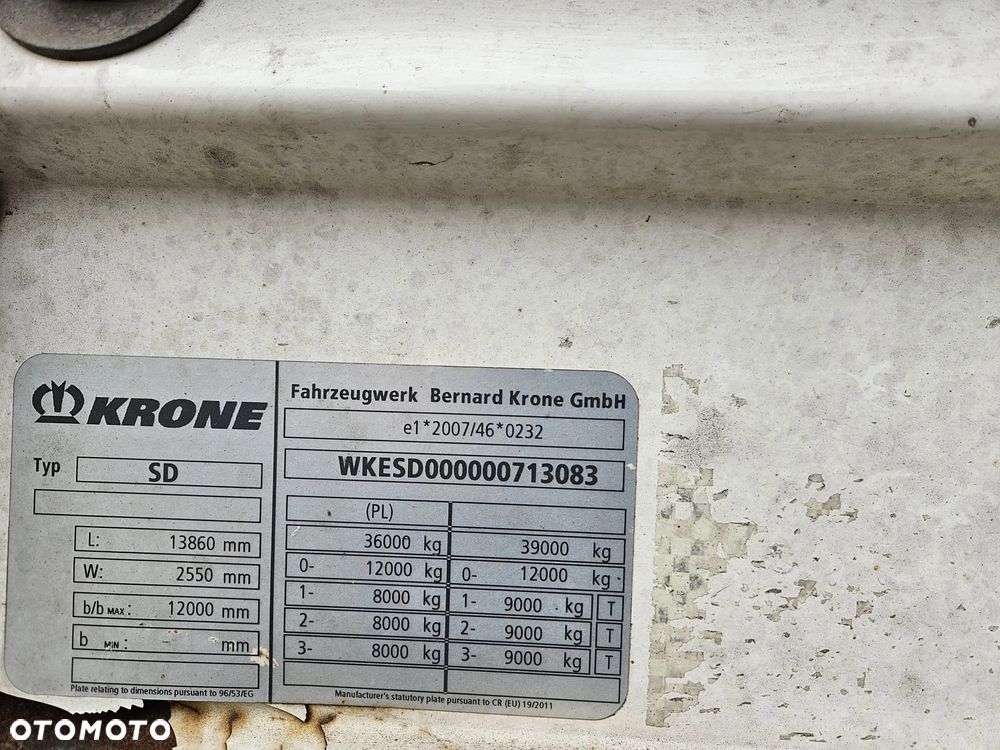 KRONE
Typ SD
L: 13860 mm
W: 2550 mm
b/b MAX: 12000 mm
b MIN: mm
Plate relating to dimensions pursuant to 96/53/EG
Fahrzeugwerk Bernard Krone GmbH
e1*2007/46*0232
WKESD000000713083
(PL)
36000 kg 39000 kg
0- 12000 kg 0- 12000 kg
1- 8000 kg 1- 9000 kg T
2- 8000 kg 2- 9000 kg T
3- 8000 kg 3- 9000 kg T
Manufacturer's statutory plate pursuant to CR (EU) 19/2011
OTOMOTO